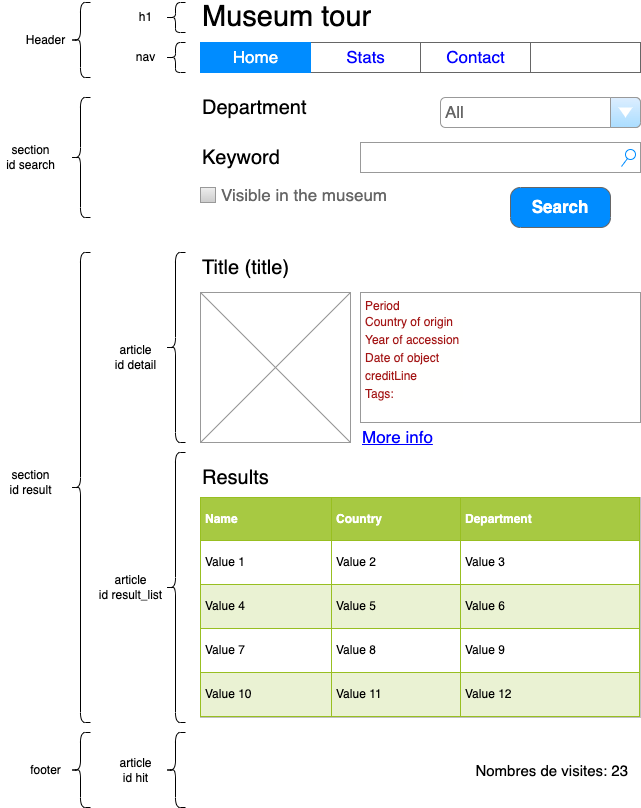 h1
Museum tour
Header
nav
Home
Stats
Contact
section
id search
Department
All
Keyword
Visible in the museum
Search
section
id result
article
id detail
Title (title)
Period
Country of origin
Year of accession
Date of object
creditLine
Tags:
More info
article
id result_list
Results
Name Country Department
Value 1 Value 2 Value 3
Value 4 Value 5 Value 6
Value 7 Value 8 Value 9
Value 10 Value 11 Value 12
footer
article
id hit
Nombres de visites: 23